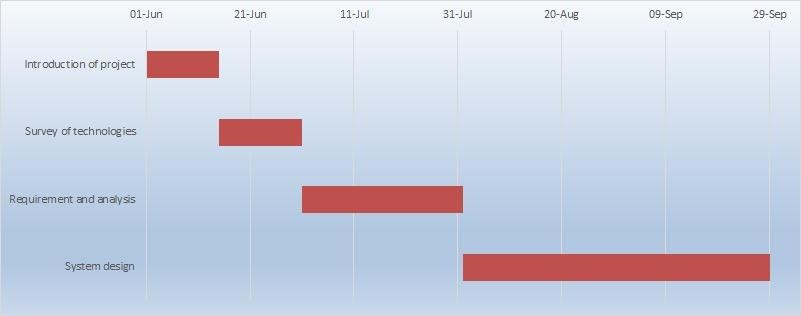 01-Jun 21-Jun 11-Jul 31-Jul 20-Aug 09-Sep 29-Sep
Introduction of project
Survey of technologies
Requirement and analysis
System design